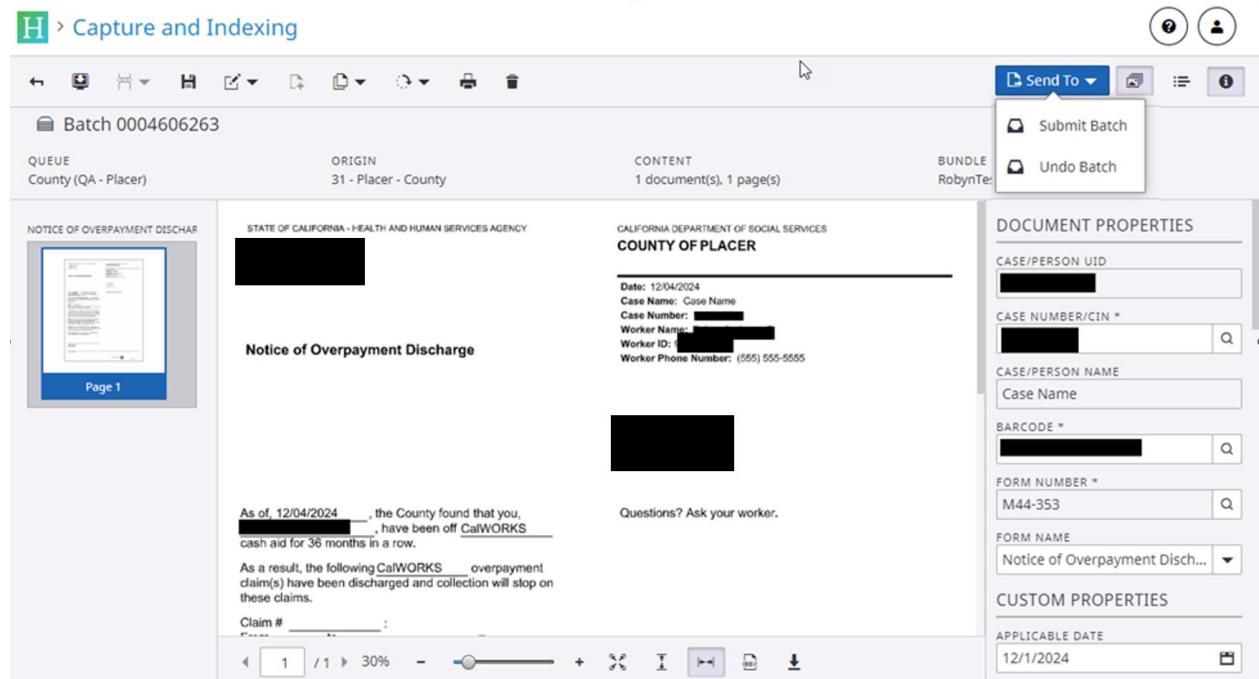 H > Capture and Indexing
Send To
Submit Batch
Undo Batch
Batch 0004606263
QUEUE
County (QA - Placer)
ORIGIN
31 - Placer - County
CONTENT
1 document(s), 1 page(s)
BUNDLE
RobynTes
NOTICE OF OVERPAYMENT DISCHAR
Page 1
STATE OF CALIFORNIA - HEALTH AND HUMAN SERVICES AGENCY
Notice of Overpayment Discharge
CALIFORNIA DEPARTMENT OF SOCIAL SERVICES
COUNTY OF PLACER
Date: 12/04/2024
Case Name: Case Name
Case Number:
Worker Name:
Worker ID:
Worker Phone Number: (555) 555-5555
As of, 12/04/2024 , the County found that you,
, have been off CalWORKS
cash aid for 36 months in a row.
As a result, the following CalWORKS overpayment
claim(s) have been discharged and collection will stop on
these claims.
Claim # :
Questions? Ask your worker.
1 / 1 30%
DOCUMENT PROPERTIES
CASE/PERSON UID
CASE NUMBER/CIN *
CASE/PERSON NAME
Case Name
BARCODE *
FORM NUMBER *
M44-353
FORM NAME
Notice of Overpayment Disch...
CUSTOM PROPERTIES
APPLICABLE DATE
12/1/2024